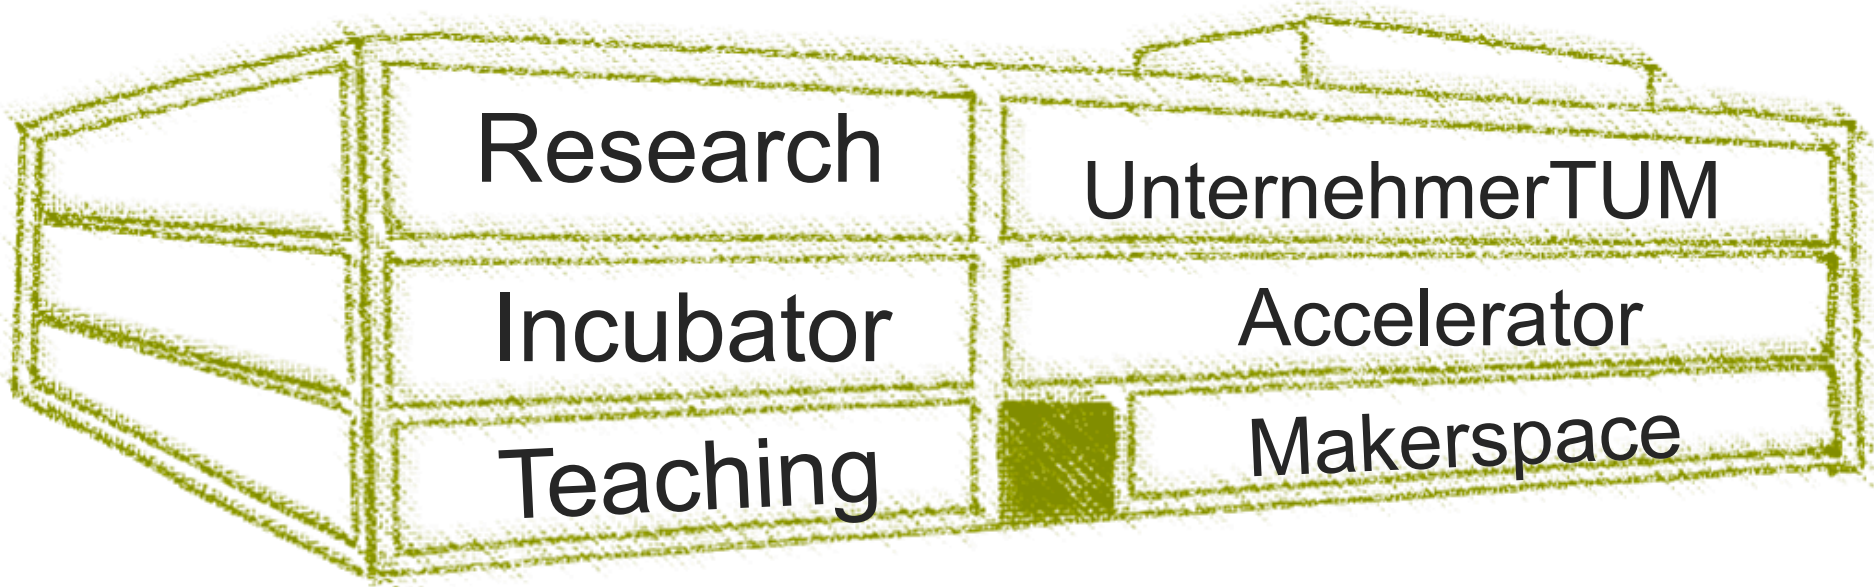 Research
UnternehmerTUM
Incubator
Accelerator
Teaching
Makerspace